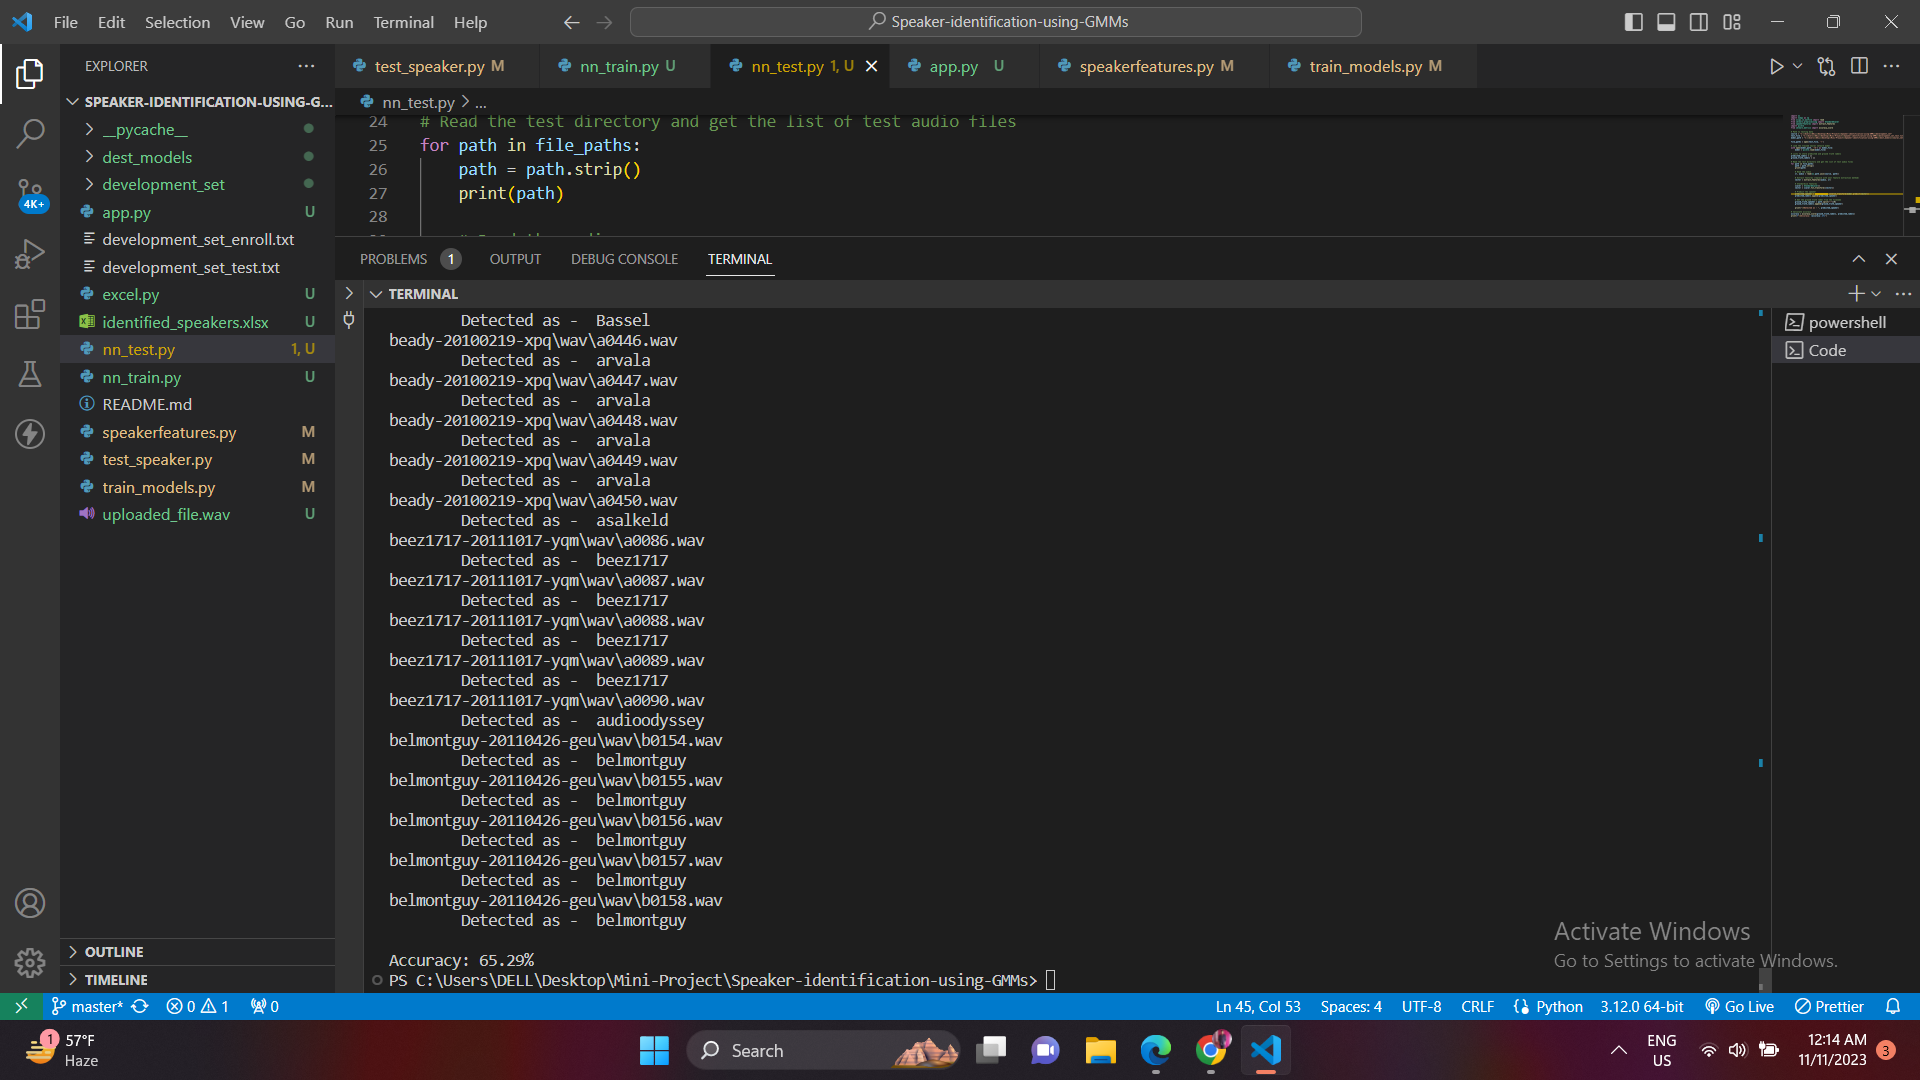 File Edit Selection View Go Run Terminal Help
Speaker-identification-using-GMMs
EXPLORER
test_speaker.py M
nn_train.py U
nn_test.py 1, U
app.py U
speakerfeatures.py M
train_models.py M
SPEAKER-IDENTIFICATION-USING-G...
__pycache__
dest_models
development_set
app.py U
development_set_enroll.txt
development_set_test.txt
excel.py U
identified_speakers.xlsx U
nn_test.py 1, U
nn_train.py U
README.md
speakerfeatures.py M
test_speaker.py M
train_models.py M
uploaded_file.wav U
OUTLINE
TIMELINE
4K+
nn_test.py > ...
24 # Read the test directory and get the list of test audio files
25 for path in file_paths:
26 path = path.strip()
27 print(path)
28
PROBLEMS 1 OUTPUT DEBUG CONSOLE TERMINAL
TERMINAL
powershell
Code
Detected as - Bassel
beady-20100219-xpq\wav\a0446.wav
Detected as - arvala
beady-20100219-xpq\wav\a0447.wav
Detected as - arvala
beady-20100219-xpq\wav\a0448.wav
Detected as - arvala
beady-20100219-xpq\wav\a0449.wav
Detected as - arvala
beady-20100219-xpq\wav\a0450.wav
Detected as - asalkeld
beez1717-20111017-yqm\wav\a0086.wav
Detected as - beez1717
beez1717-20111017-yqm\wav\a0087.wav
Detected as - beez1717
beez1717-20111017-yqm\wav\a0088.wav
Detected as - beez1717
beez1717-20111017-yqm\wav\a0089.wav
Detected as - beez1717
beez1717-20111017-yqm\wav\a0090.wav
Detected as - audioodyssey
belmontguy-20110426-geu\wav\b0154.wav
Detected as - belmontguy
belmontguy-20110426-geu\wav\b0155.wav
Detected as - belmontguy
belmontguy-20110426-geu\wav\b0156.wav
Detected as - belmontguy
belmontguy-20110426-geu\wav\b0157.wav
Detected as - belmontguy
belmontguy-20110426-geu\wav\b0158.wav
Detected as - belmontguy
Accuracy: 65.29%
PS C:\Users\DELL\Desktop\Mini-Project\Speaker-identification-using-GMMs>
Activate Windows
Go to Settings to activate Windows.
master* 0 1 0
Ln 45, Col 53 Spaces: 4 UTF-8 CRLF Python 3.12.0 64-bit Go Live Prettier
1
57°F
Haze
Search
ENG
US
12:14 AM
11/11/2023
3